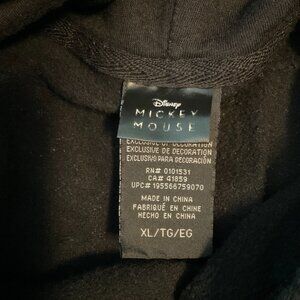 Disney
MICKEY
MOUSE
EXCLUSIVE OF DECORATION
EXCLUSIVE DE DÉCORATION
EXCLUSIVO PARA DECORACIÓN
RN# 0101531
CA# 41859
UPC# 195566759070
MADE IN CHINA
FABRIQUÉ EN CHINE
HECHO EN CHINA
XL/TG/EG